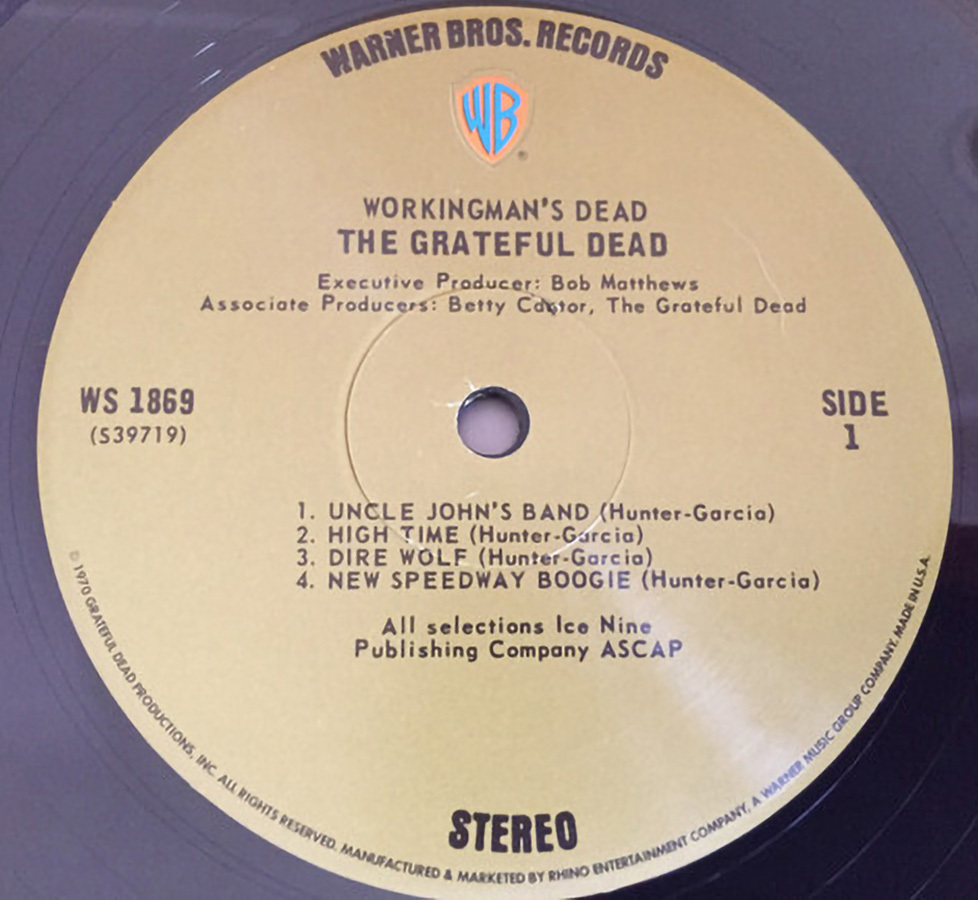 WARNER BROS. RECORDS
WB
®
WORKINGMAN'S DEAD
THE GRATEFUL DEAD
Executive Producer: Bob Matthews
Associate Producers: Betty Cantor, The Grateful Dead
WS 1869
(S39719)
SIDE
1
1. UNCLE JOHN'S BAND (Hunter-Garcia)
2. HIGH TIME (Hunter-Garcia)
3. DIRE WOLF (Hunter-Garcia)
4. NEW SPEEDWAY BOOGIE (Hunter-Garcia)
All selections Ice Nine
Publishing Company ASCAP
STEREO
© 1970 GRATEFUL DEAD PRODUCTIONS, INC. ALL RIGHTS RESERVED. MANUFACTURED & MARKETED BY RHINO ENTERTAINMENT COMPANY, A WARNER MUSIC GROUP COMPANY. MADE IN U.S.A.